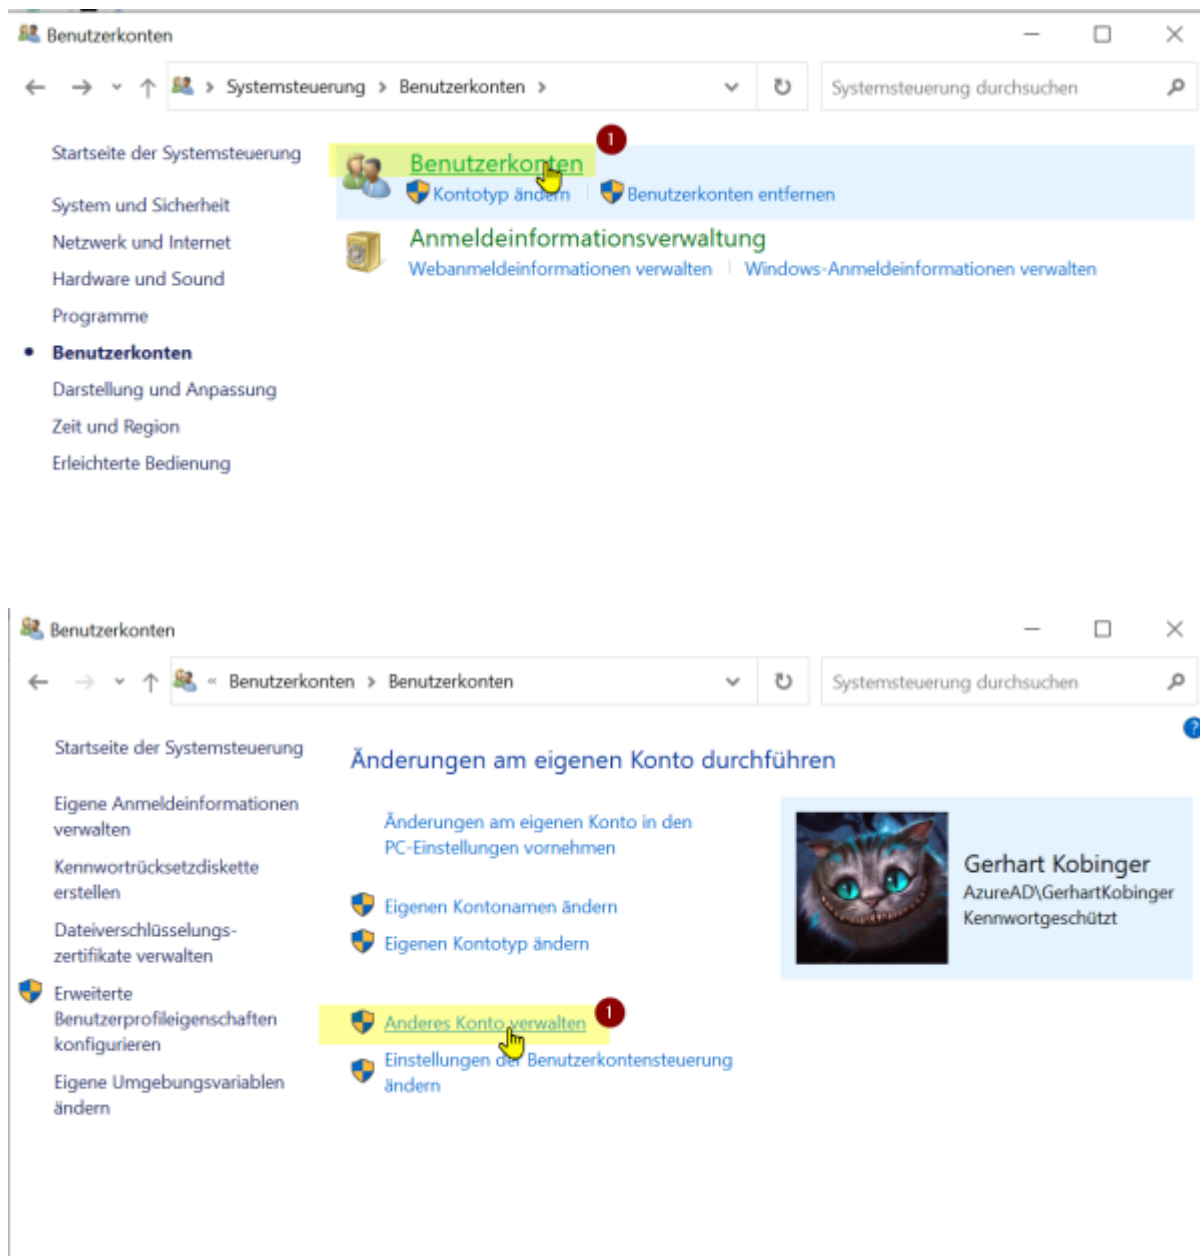 Benutzerkonten
Systemsteuerung > Benutzerkonten >
Systemsteuerung durchsuchen
Startseite der Systemsteuerung
System und Sicherheit
Netzwerk und Internet
Hardware und Sound
Programme
Benutzerkonten
Darstellung und Anpassung
Zeit und Region
Erleichterte Bedienung
1
Benutzerkonten
Kontotyp ändern
Benutzerkonten entfernen
Anmeldeinformationsverwaltung
Webanmeldeinformationen verwalten
Windows-Anmeldeinformationen verwalten
Benutzerkonten
« Benutzerkonten > Benutzerkonten
Systemsteuerung durchsuchen
?
Startseite der Systemsteuerung
Eigene Anmeldeinformationen
verwalten
Kennwortrücksetzdiskette
erstellen
Dateiverschlüsselungs-
zertifikate verwalten
Erweiterte
Benutzerprofileigenschaften
konfigurieren
Eigene Umgebungsvariablen
ändern
Änderungen am eigenen Konto durchführen
Änderungen am eigenen Konto in den
PC-Einstellungen vornehmen
Eigenen Kontonamen ändern
Eigenen Kontotyp ändern
Anderes Konto verwalten
1
Einstellungen der Benutzerkontensteuerung
ändern
Gerhart Kobinger
AzureAD\GerhartKobinger
Kennwortgeschützt